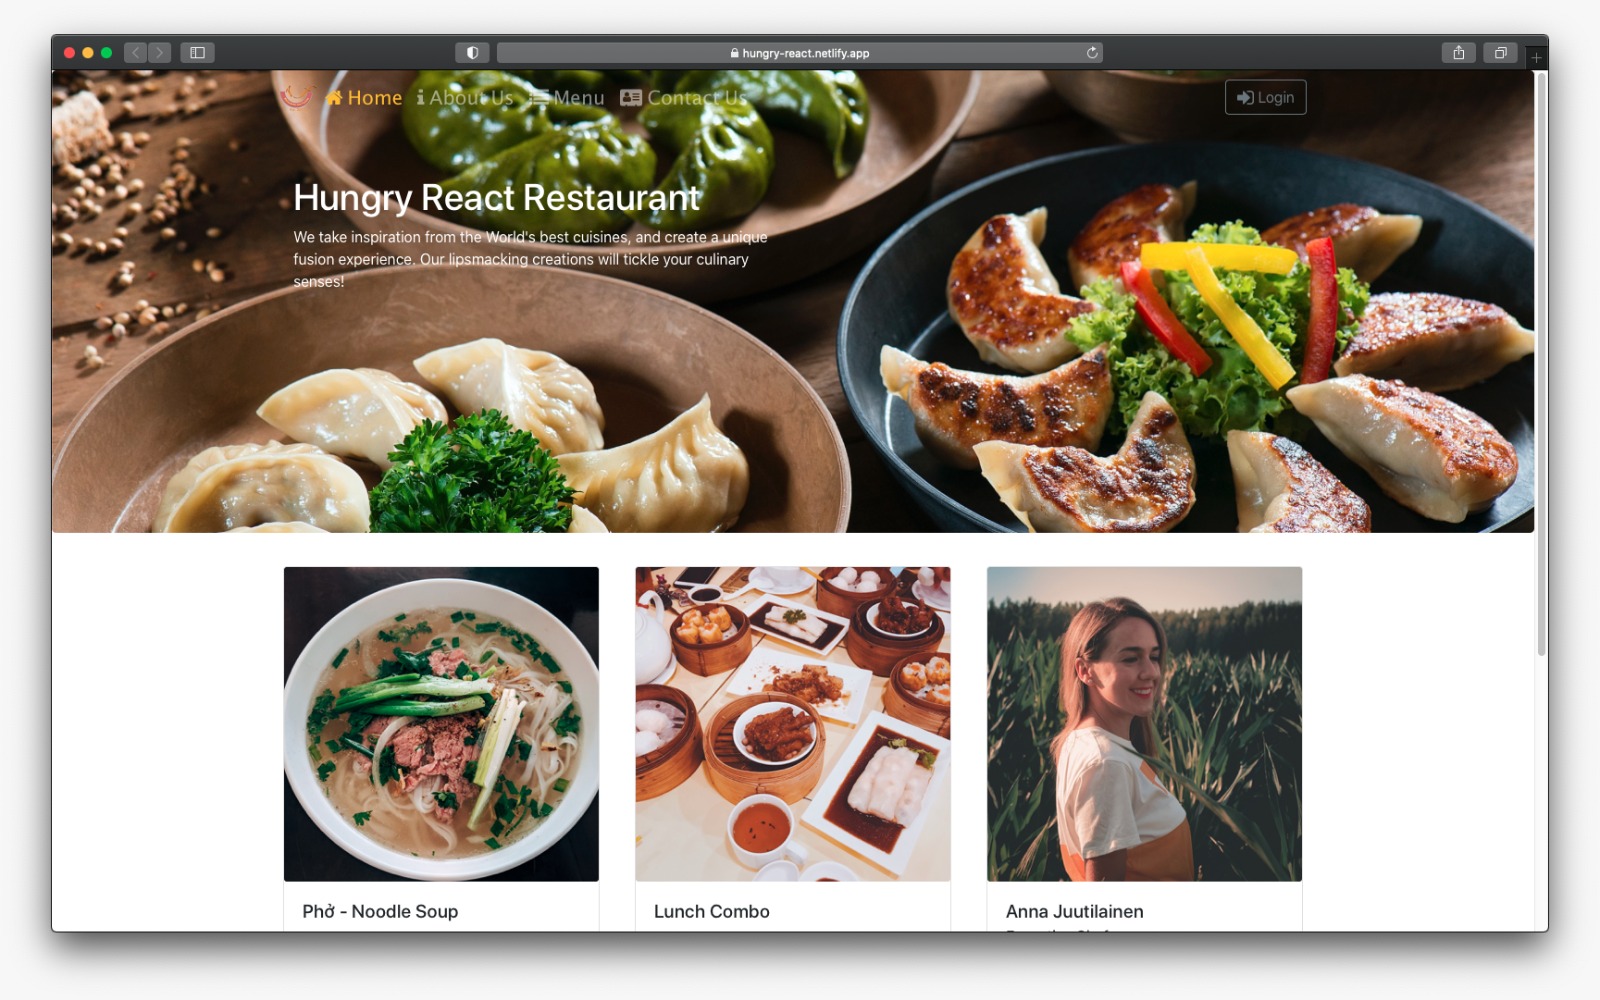 hungry-react.netlify.app
Home About Us Menu Contact Us Login
Hungry React Restaurant
We take inspiration from the World's best cuisines, and create a unique
fusion experience. Our lipsmacking creations will tickle your culinary
senses!
Phở - Noodle Soup
Lunch Combo
Anna Juutilainen